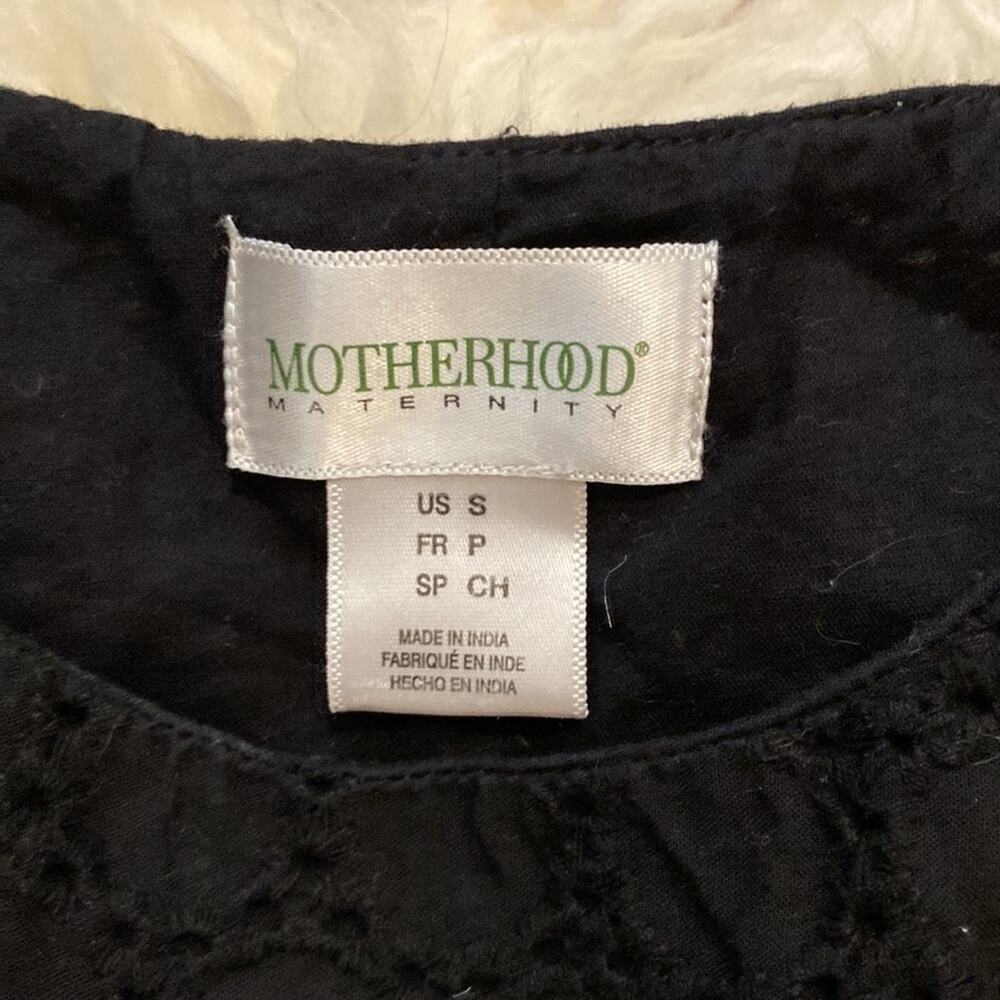 MOTHERHOOD®
MATERNITY
US S
FR P
SP CH
MADE IN INDIA
FABRIQUÉ EN INDE
HECHO EN INDIA